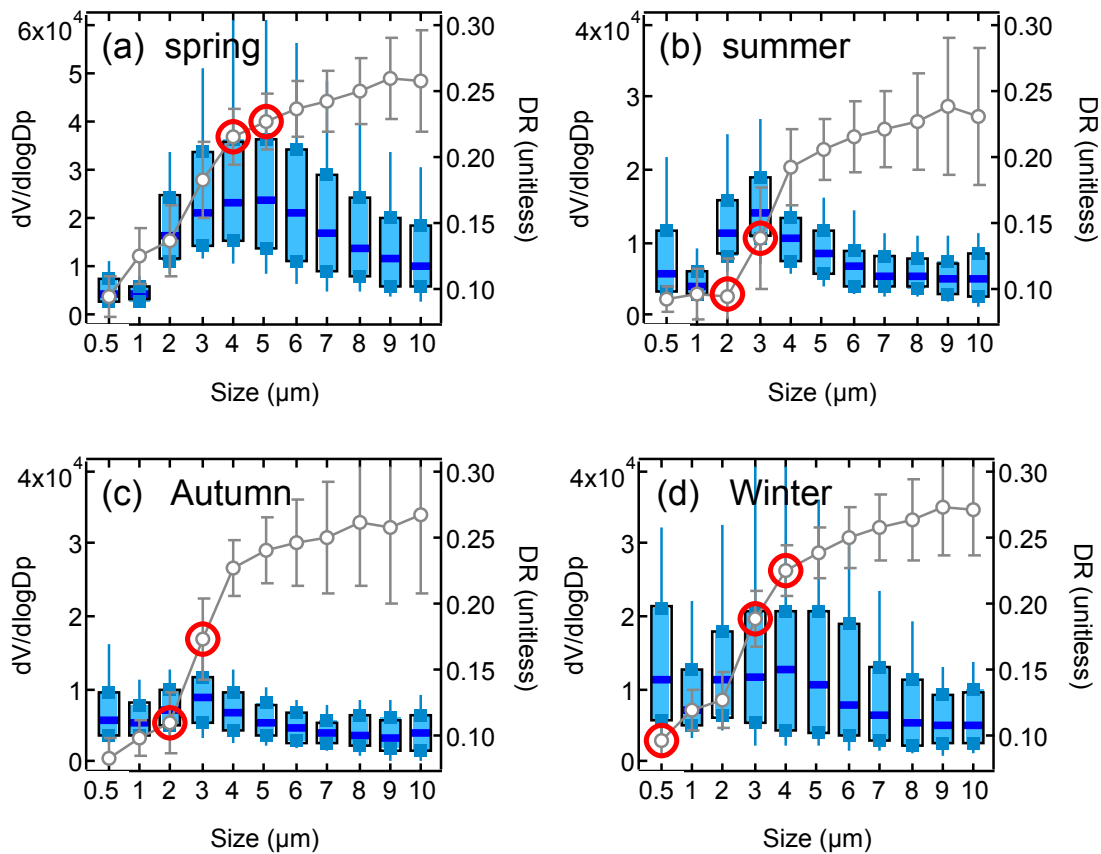 (a) spring
6x10⁴
5
4
3
2
1
0
dV/dlogDp
0.30
0.25
0.20
0.15
0.10
DR (unitless)
0.5 1 2 3 4 5 6 7 8 9 10
Size (µm)
(b) summer
4x10⁴
3
2
1
0
dV/dlogDp
0.30
0.25
0.20
0.15
0.10
DR (unitless)
0.5 1 2 3 4 5 6 7 8 9 10
Size (µm)
(c) Autumn
4x10⁴
3
2
1
0
dV/dlogDp
0.30
0.25
0.20
0.15
0.10
DR (unitless)
0.5 1 2 3 4 5 6 7 8 9 10
Size (µm)
(d) Winter
4x10⁴
3
2
1
0
dV/dlogDp
0.30
0.25
0.20
0.15
0.10
DR (unitless)
0.5 1 2 3 4 5 6 7 8 9 10
Size (µm)